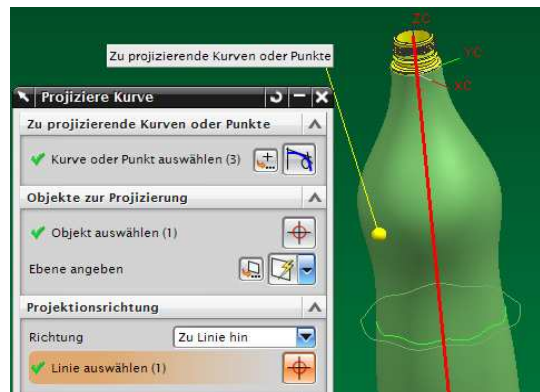 ZC
Zu projizierende Kurven oder Punkte
YC
XC
Projiziere Kurve
Zu projizierende Kurven oder Punkte
Kurve oder Punkt auswählen (3)
Objekte zur Projizierung
Objekt auswählen (1)
Ebene angeben
Projektionsrichtung
Richtung
Zu Linie hin
Linie auswählen (1)